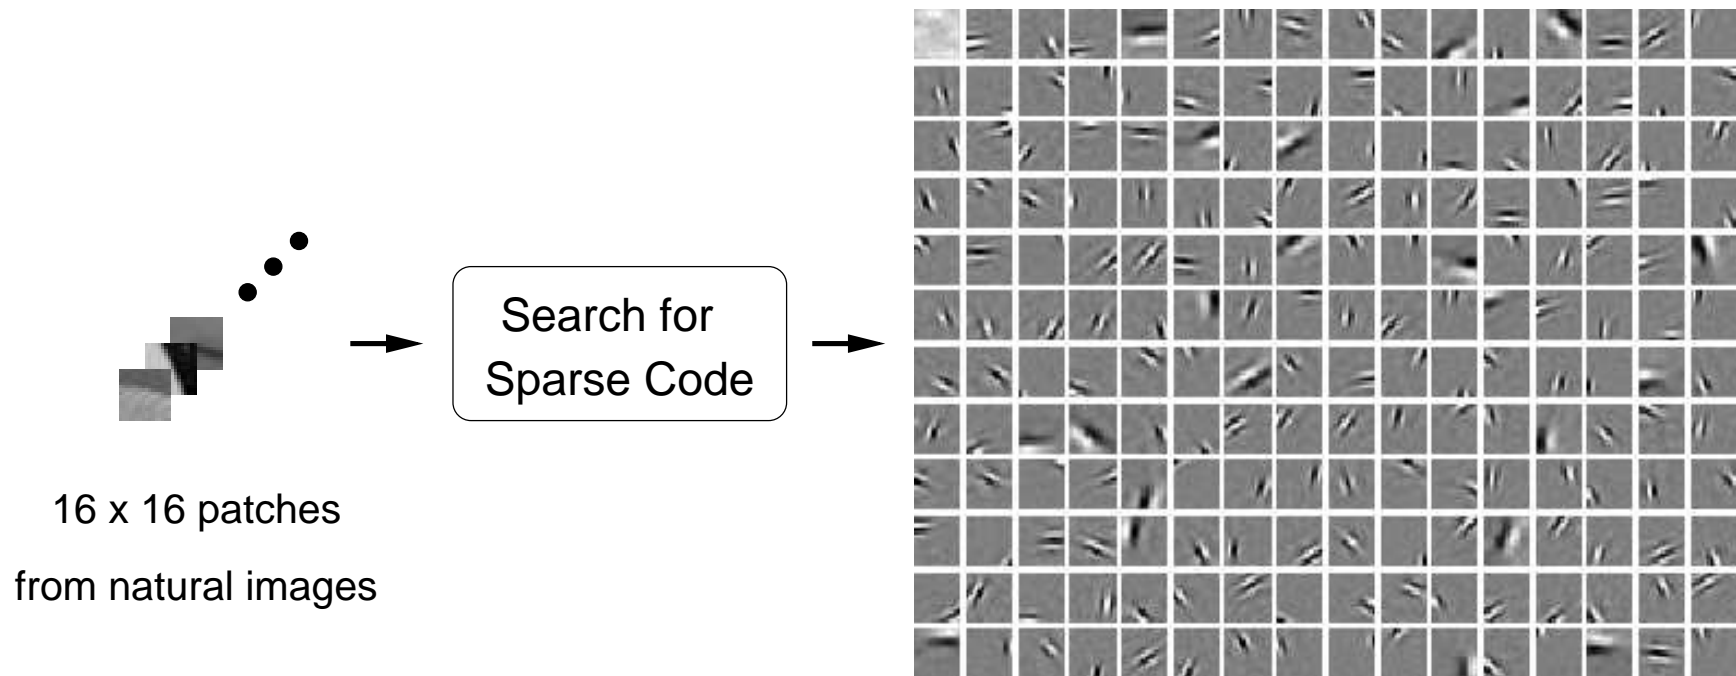 Search for
Sparse Code
16 x 16 patches
from natural images